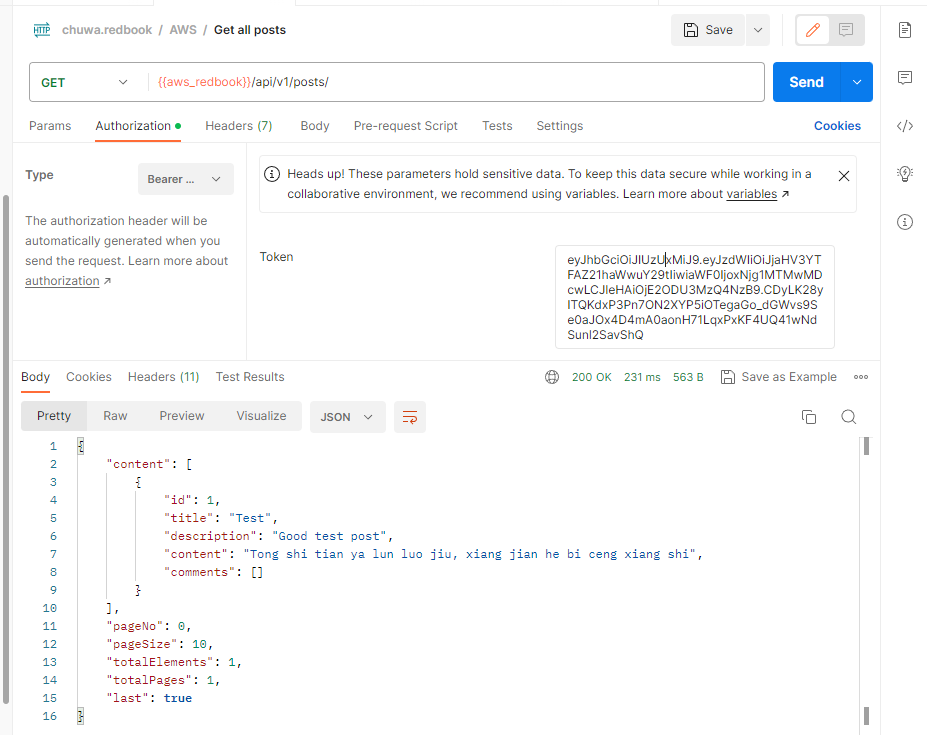 HTTP chuwa.redbook / AWS / Get all posts
Save
GET {{aws_redbook}}/api/v1/posts/
Send
Params Authorization Headers (7) Body Pre-request Script Tests Settings Cookies
Type
Bearer ...
The authorization header will be
automatically generated when you
send the request. Learn more about
authorization ↗
Heads up! These parameters hold sensitive data. To keep this data secure while working in a
collaborative environment, we recommend using variables. Learn more about variables ↗
Token
eyJhbGciOiJIUzUxMiJ9.eyJzdWIiOiJjaHV3YT
FAZ21haWwuY29tIiwiaWF0IjoxNjg1MTMwMD
cwLCJleHAiOjE2ODU3MzQ4NzB9.CDyLK28y
ITQKdxP3Pn7ON2XYP5iOTegaGo_dGWvs9S
e0aJOx4D4mA0aonH71LqxPxKF4UQ41wNd
SunI2SavShQ
Body Cookies Headers (11) Test Results
200 OK 231 ms 563 B Save as Example
Pretty Raw Preview Visualize JSON
1 {
2 "content": [
3 {
4 "id": 1,
5 "title": "Test",
6 "description": "Good test post",
7 "content": "Tong shi tian ya lun luo jiu, xiang jian he bi ceng xiang shi",
8 "comments": []
9 }
10 ],
11 "pageNo": 0,
12 "pageSize": 10,
13 "totalElements": 1,
14 "totalPages": 1,
15 "last": true
16 }